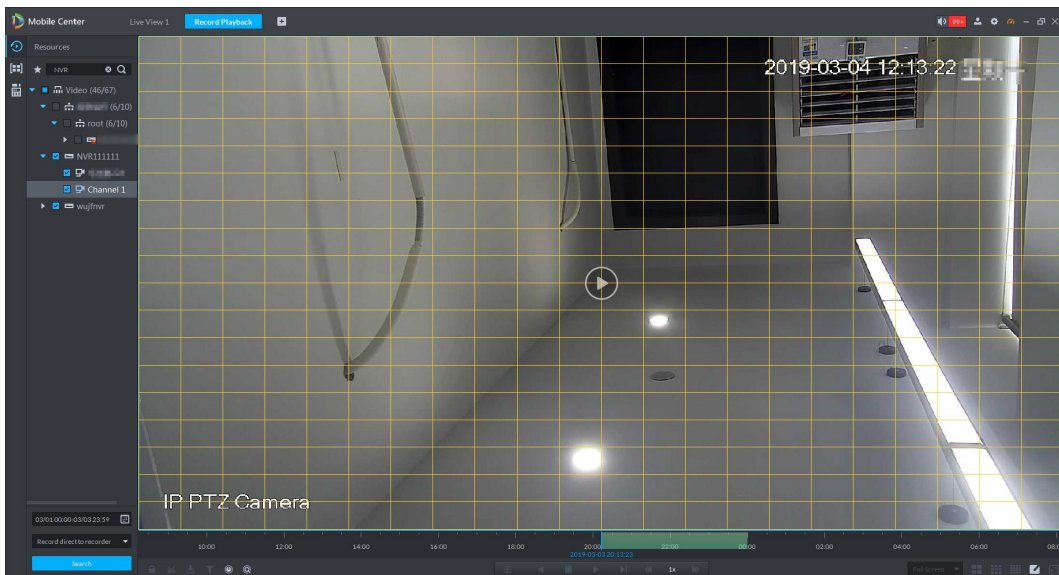 Mobile Center
Live View 1
Record Playback
99+
Resources
NVR
Video (46/67)
(6/10)
root (6/10)
NVR111111
Channel 1
wujfnvr
2019-03-04 12:13:22
IP PTZ Camera
03/01 00:00-03/03 23:59
Record direct to recorder
Search
10:00 12:00 14:00 16:00 18:00 20:00 22:00 00:00 02:00 04:00 06:00
2019-03-03 20:13:23
1x
Full Screen